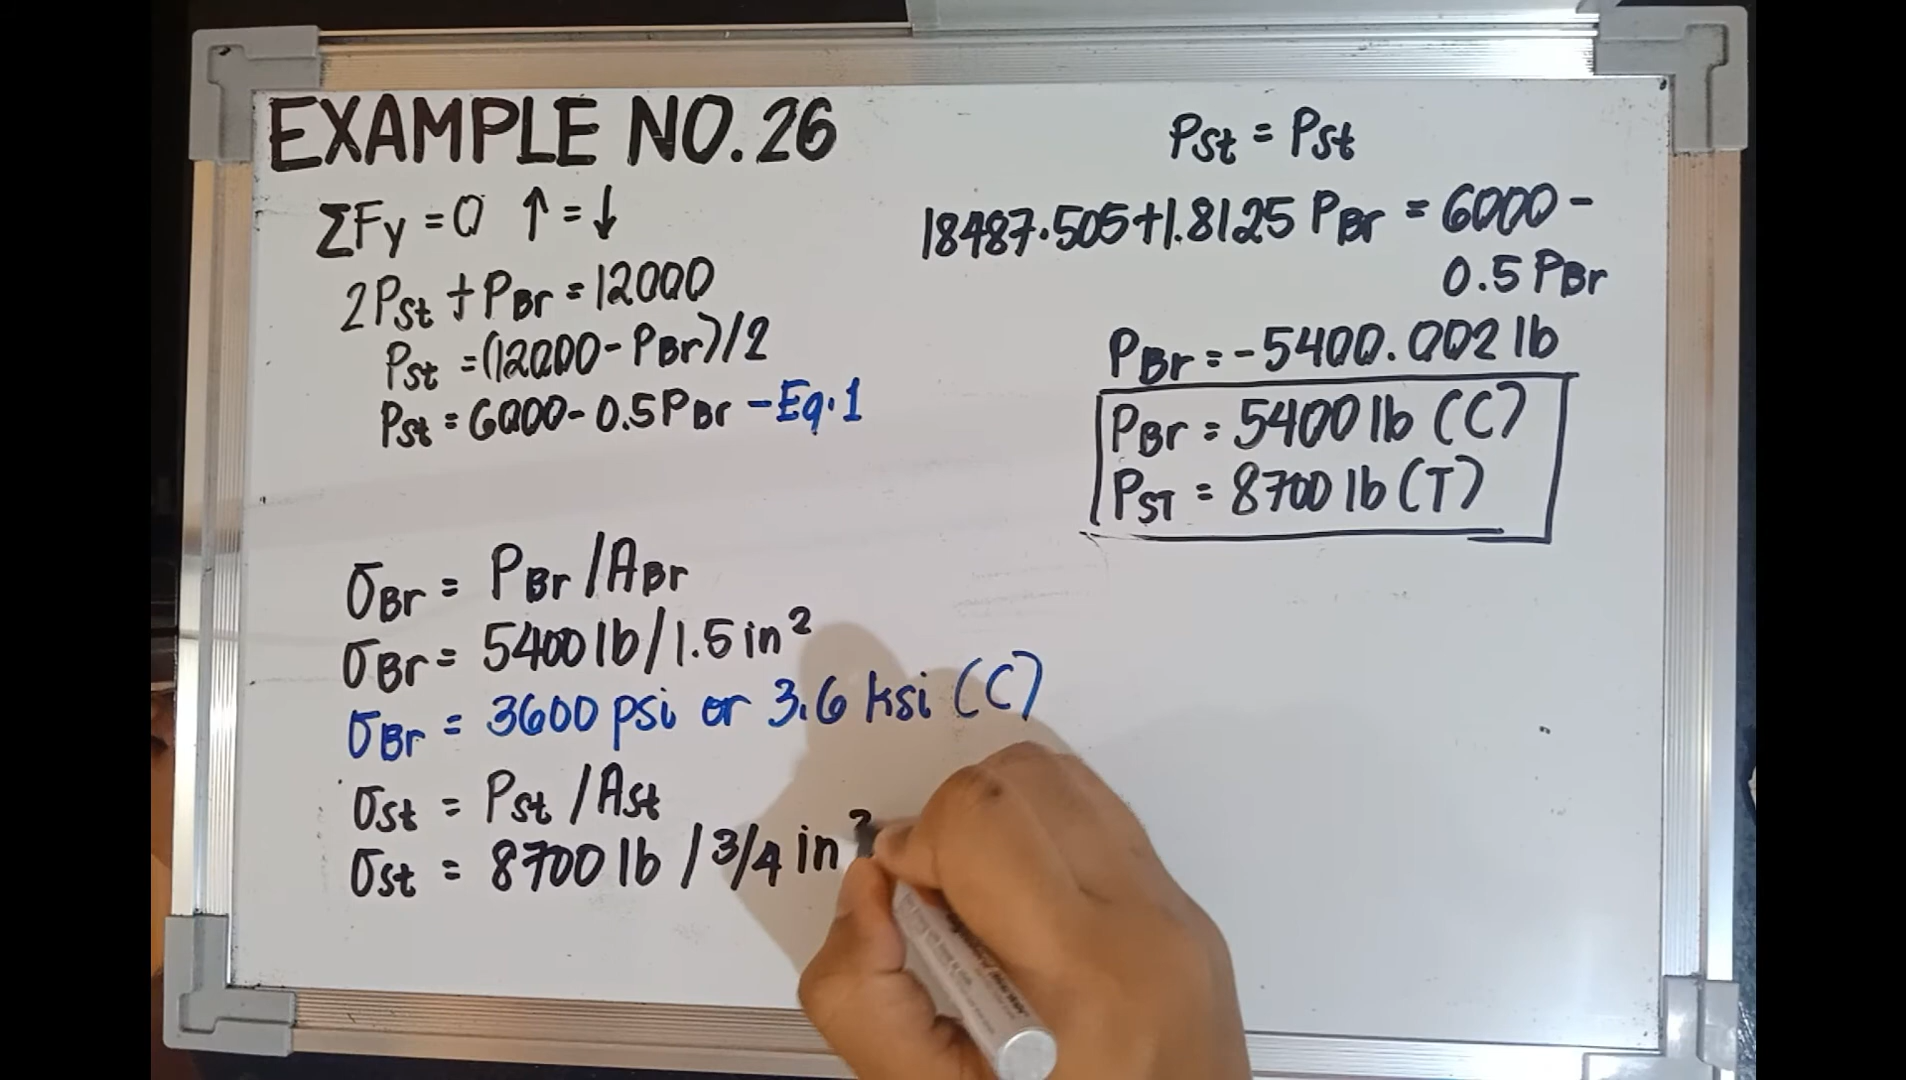 EXAMPLE NO.26
ΣFy = 0 ↑=↓
2Pst + PBr = 12000
Pst = (12000 - PBr)/2
Pst = 6000 - 0.5 PBr - Eq.1
σBr = PBr /ABr
σBr = 5400 lb/1.5 in²
σBr = 3600 psi or 3.6 ksi (C)
σst = Pst /Ast
σst = 8700 lb /3/4 in²
Pst = Pst
18487.505+1.8125 PBr = 6000 -
0.5 PBr
PBr = -5400.002 lb
PBr = 5400 lb (C)
PST = 8700 lb (T)